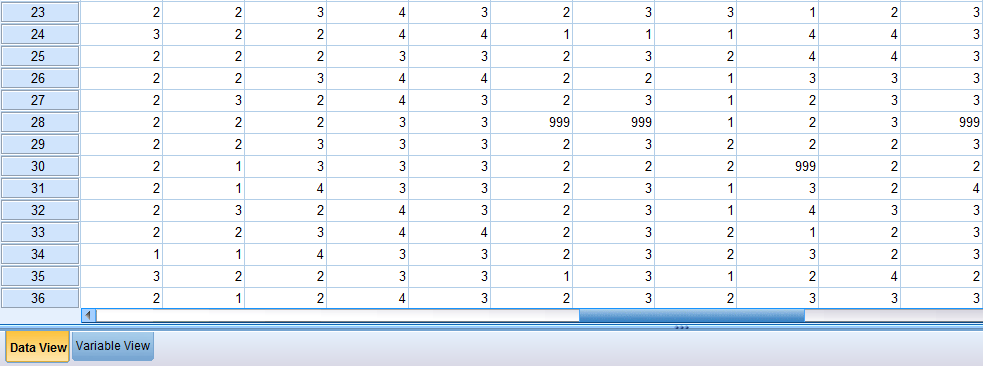 23 2 2 3 4 3 2 3 3 1 2 3
24 3 2 2 4 4 1 1 1 4 4 3
25 2 2 2 3 3 2 3 2 4 4 3
26 2 2 3 4 4 2 2 1 3 3 3
27 2 3 2 4 3 2 3 1 2 3 3
28 2 2 2 3 3 999 999 1 2 3 999
29 2 2 3 3 3 2 3 2 2 2 3
30 2 1 3 3 3 2 2 2 999 2 2
31 2 1 4 3 3 2 3 1 3 2 4
32 2 3 2 4 3 2 3 1 4 3 3
33 2 2 3 4 4 2 3 2 1 2 3
34 1 1 4 3 3 2 3 2 3 2 3
35 3 2 2 3 3 1 3 1 2 4 2
36 2 1 2 4 3 2 3 2 3 3 3
Data View Variable View